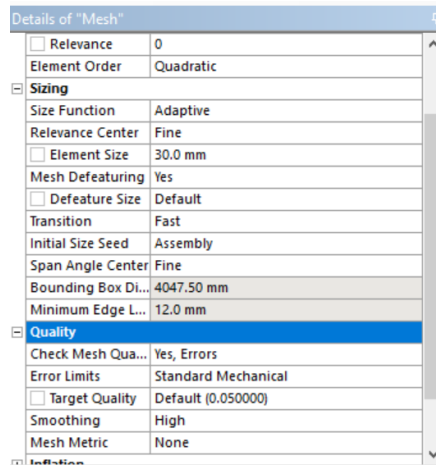 Details of "Mesh"
Relevance 0
Element Order Quadratic
Sizing
Size Function Adaptive
Relevance Center Fine
Element Size 30.0 mm
Mesh Defeaturing Yes
Defeature Size Default
Transition Fast
Initial Size Seed Assembly
Span Angle Center Fine
Bounding Box Di... 4047.50 mm
Minimum Edge L... 12.0 mm
Quality
Check Mesh Qua... Yes, Errors
Error Limits Standard Mechanical
Target Quality Default (0.050000)
Smoothing High
Mesh Metric None
Inflation